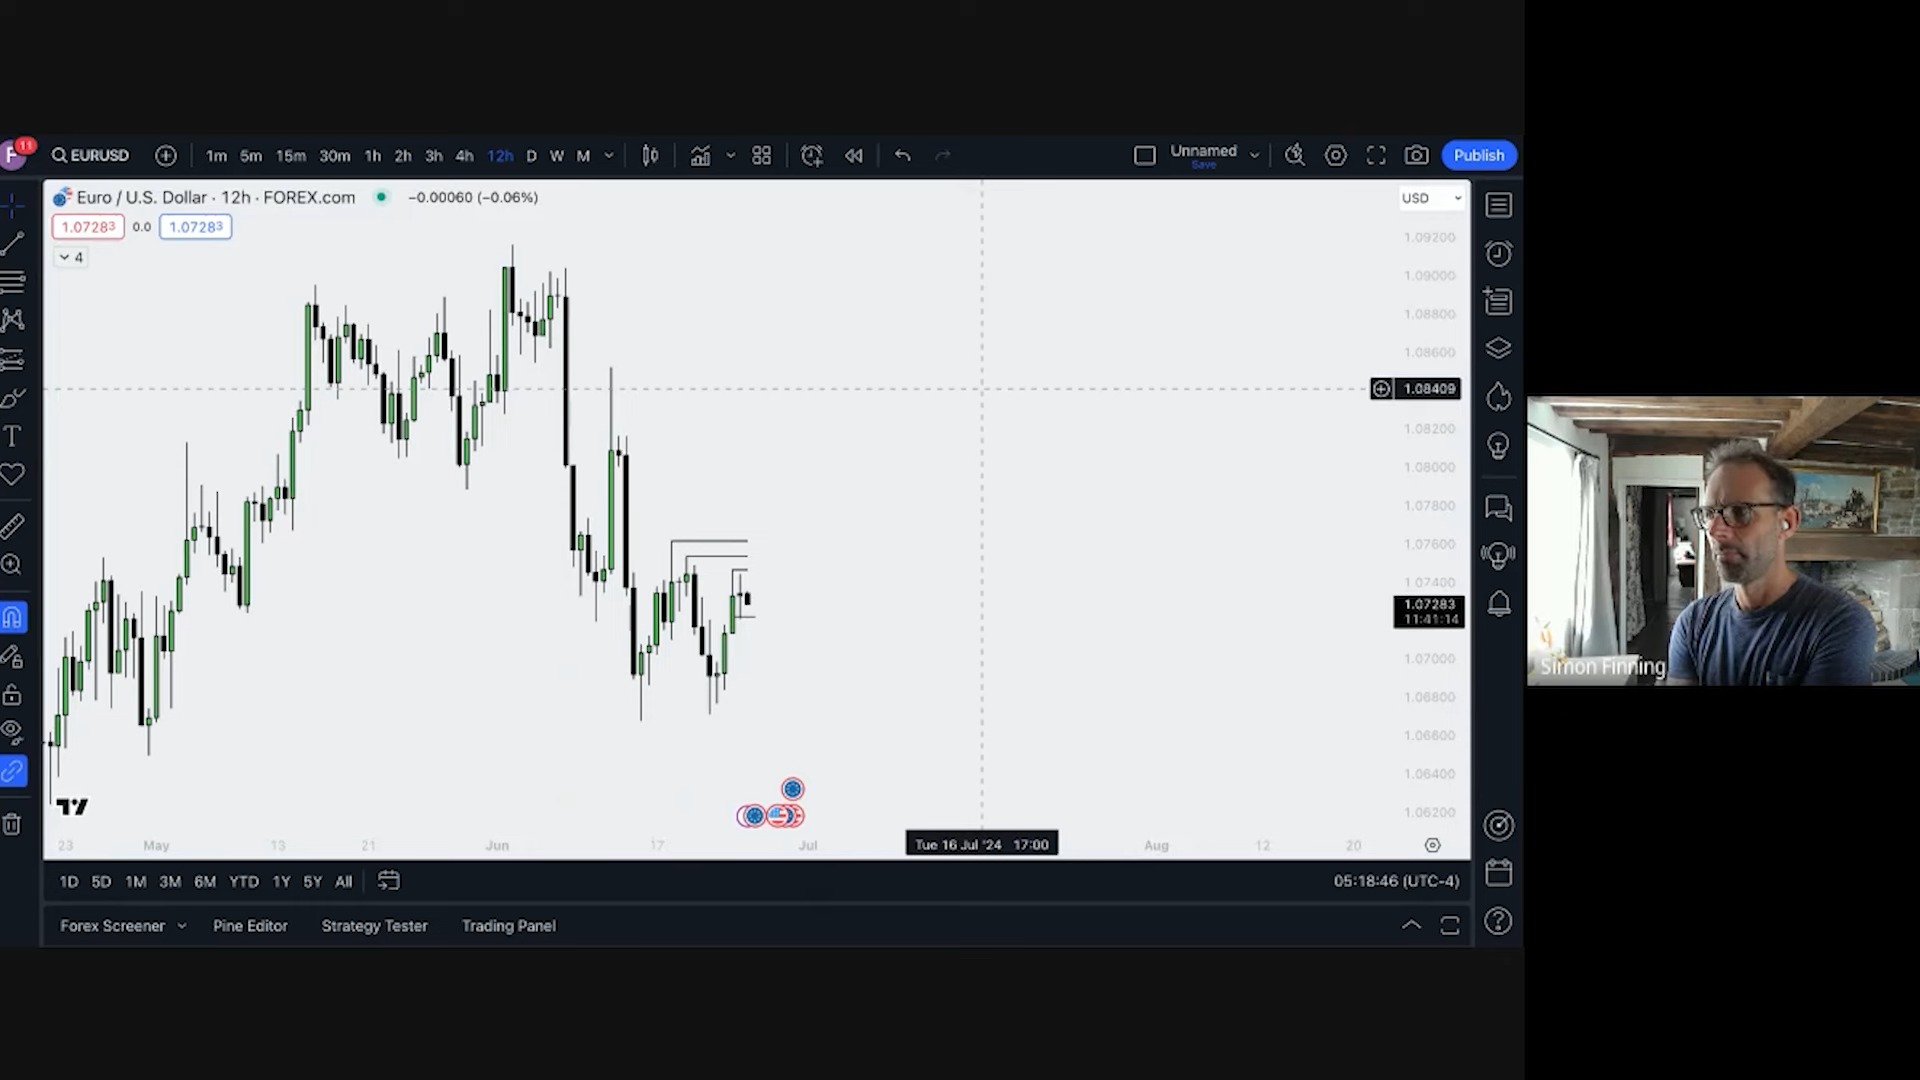 F 11 EURUSD 1m 5m 15m 30m 1h 2h 3h 4h 12h D W M Unnamed Save Publish
Euro / U.S. Dollar · 12h · FOREX.com −0.00060 (−0.06%) USD
1.07283 0.0 1.07283
4
1.09200
1.09000
1.08800
1.08600
1.08409
1.08200
1.08000
1.07800
1.07600
1.07400
1.07283
11:41:14
1.07000
1.06800
1.06600
1.06400
1.06200
23 May 13 21 Jun 17 Jul Tue 16 Jul '24 17:00 Aug 12 20
1D 5D 1M 3M 6M YTD 1Y 5Y All 05:18:46 (UTC-4)
Forex Screener Pine Editor Strategy Tester Trading Panel
Simon Finning